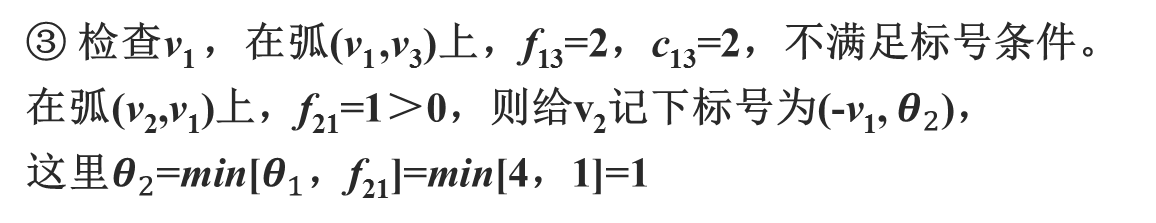 ③ 检查v₁，在弧(v₁,v₃)上，f₁₃=2，c₁₃=2，不满足标号条件。
在弧(v₂,v₁)上，f₂₁=1＞0，则给v₂记下标号为(-v₁, θ₂)，
这里θ₂=min[θ₁，f₂₁]=min[4，1]=1